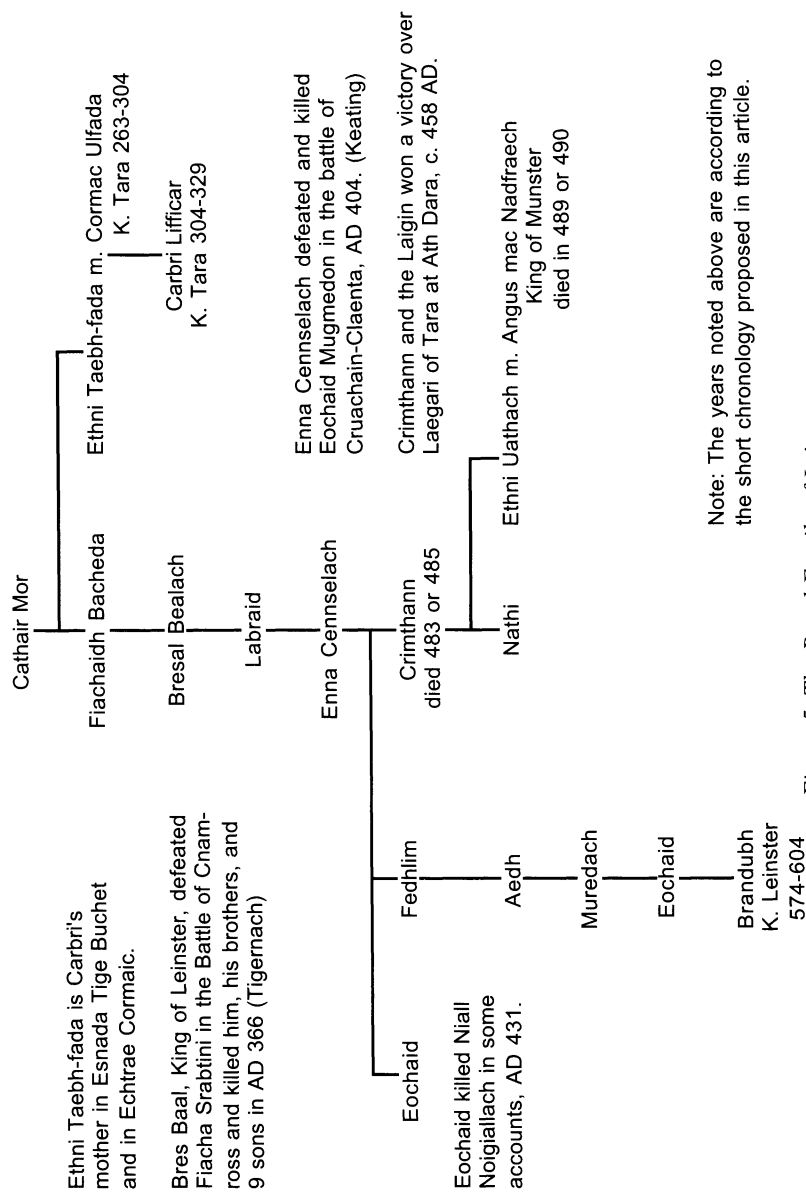 Cathair Mor
Ethni Taebh-fada is Carbri's
mother in Esnada Tige Buchet
and in Echtrae Cormaic.
Fiachaidh Bacheda
Ethni Taebh-fada m. Cormac Ulfada
K. Tara 263-304
Bres Baal, King of Leinster, defeated
Fiacha Srabtini in the Battle of Cnam-
ross and killed him, his brothers, and
9 sons in AD 366 (Tigernach)
Bresal Bealach
Carbri Lifficar
K. Tara 304-329
Labraid
Enna Cennselach
Enna Cennselach defeated and killed
Eochaid Mugmedon in the battle of
Cruachain-Claenta, AD 404. (Keating)
Eochaid
Fedhlim
Crimthann
died 483 or 485
Crimthann and the Laigin won a victory over
Laegari of Tara at Ath Dara, c. 458 AD.
Eochaid killed Niall
Noigiallach in some
accounts, AD 431.
Aedh
Nathi
Ethni Uathach m. Angus mac Nadfraech
King of Munster
died in 489 or 490
Muredach
Eochaid
Brandubh
K. Leinster
574-604
Note: The years noted above are according to
the short chronology proposed in this article.